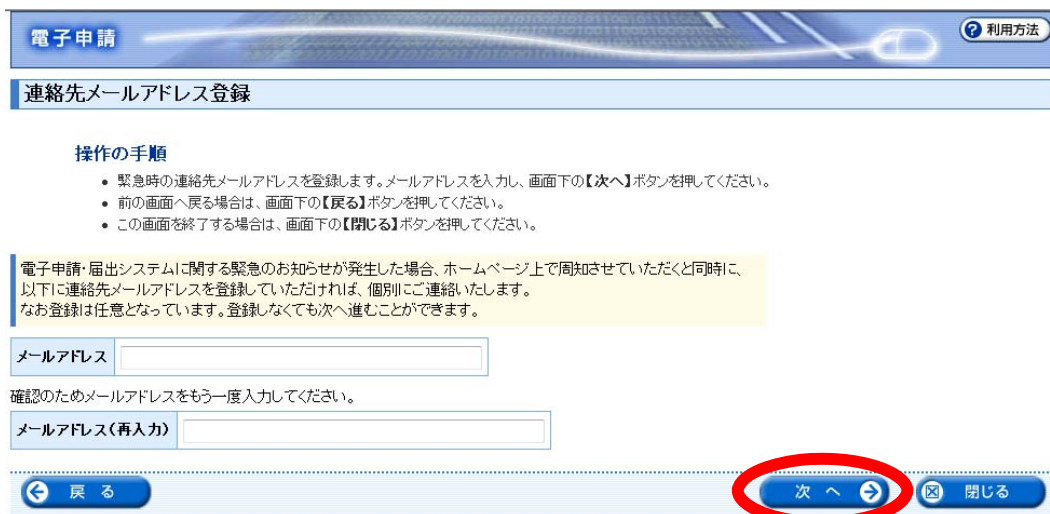 電子申請
? 利用方法
連絡先メールアドレス登録
操作の手順
• 緊急時の連絡先メールアドレスを登録します。メールアドレスを入力し、画面下の【次へ】ボタンを押してください。
• 前の画面へ戻る場合は、画面下の【戻る】ボタンを押してください。
• この画面を終了する場合は、画面下の【閉じる】ボタンを押してください。
電子申請・届出システムに関する緊急のお知らせが発生した場合、ホームページ上で周知させていただくと同時に、
以下に連絡先メールアドレスを登録していただければ、個別にご連絡いたします。
なお登録は任意となっています。登録しなくても次へ進むことができます。
メールアドレス
確認のためメールアドレスをもう一度入力してください。
メールアドレス(再入力)
戻る
次へ
閉じる